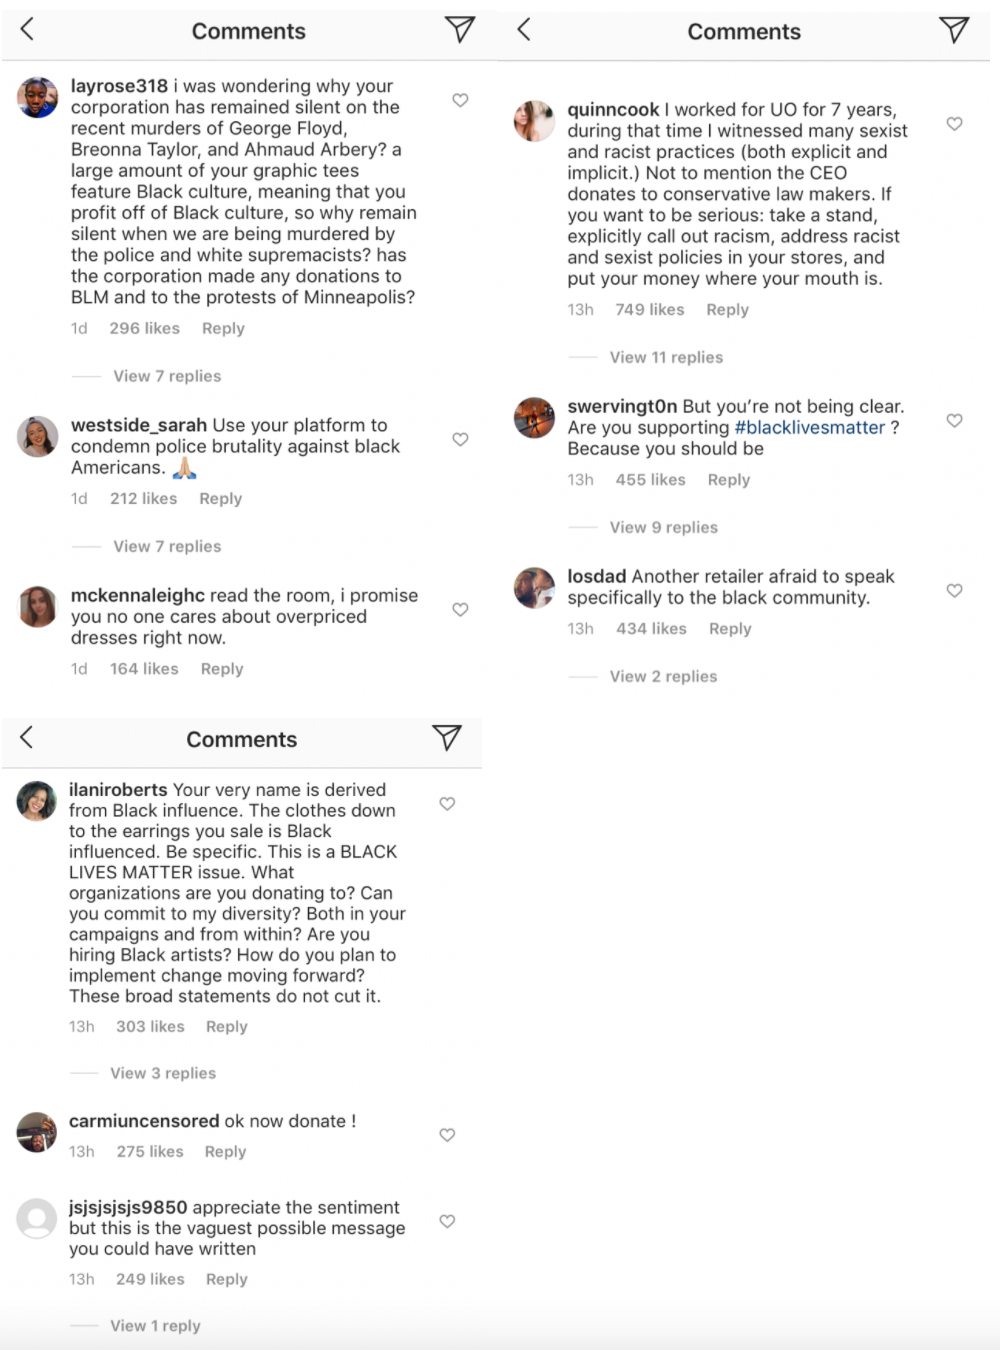 Comments
layrose318 i was wondering why your
corporation has remained silent on the
recent murders of George Floyd,
Breonna Taylor, and Ahmaud Arbery? a
large amount of your graphic tees
feature Black culture, meaning that you
profit off of Black culture, so why remain
silent when we are being murdered by
the police and white supremacists? has
the corporation made any donations to
BLM and to the protests of Minneapolis?
1d 296 likes Reply
View 7 replies
westside_sarah Use your platform to
condemn police brutality against black
Americans. 🙏🏼
1d 212 likes Reply
View 7 replies
mckennaleighc read the room, i promise
you no one cares about overpriced
dresses right now.
1d 164 likes Reply
Comments
quinncook I worked for UO for 7 years,
during that time I witnessed many sexist
and racist practices (both explicit and
implicit.) Not to mention the CEO
donates to conservative law makers. If
you want to be serious: take a stand,
explicitly call out racism, address racist
and sexist policies in your stores, and
put your money where your mouth is.
13h 749 likes Reply
View 11 replies
swervingt0n But you’re not being clear.
Are you supporting #blacklivesmatter ?
Because you should be
13h 455 likes Reply
View 9 replies
losdad Another retailer afraid to speak
specifically to the black community.
13h 434 likes Reply
View 2 replies
Comments
ilaniroberts Your very name is derived
from Black influence. The clothes down
to the earrings you sale is Black
influenced. Be specific. This is a BLACK
LIVES MATTER issue. What
organizations are you donating to? Can
you commit to my diversity? Both in your
campaigns and from within? Are you
hiring Black artists? How do you plan to
implement change moving forward?
These broad statements do not cut it.
13h 303 likes Reply
View 3 replies
carmiuncensored ok now donate !
13h 275 likes Reply
jsjsjsjsjs9850 appreciate the sentiment
but this is the vaguest possible message
you could have written
13h 249 likes Reply
View 1 reply